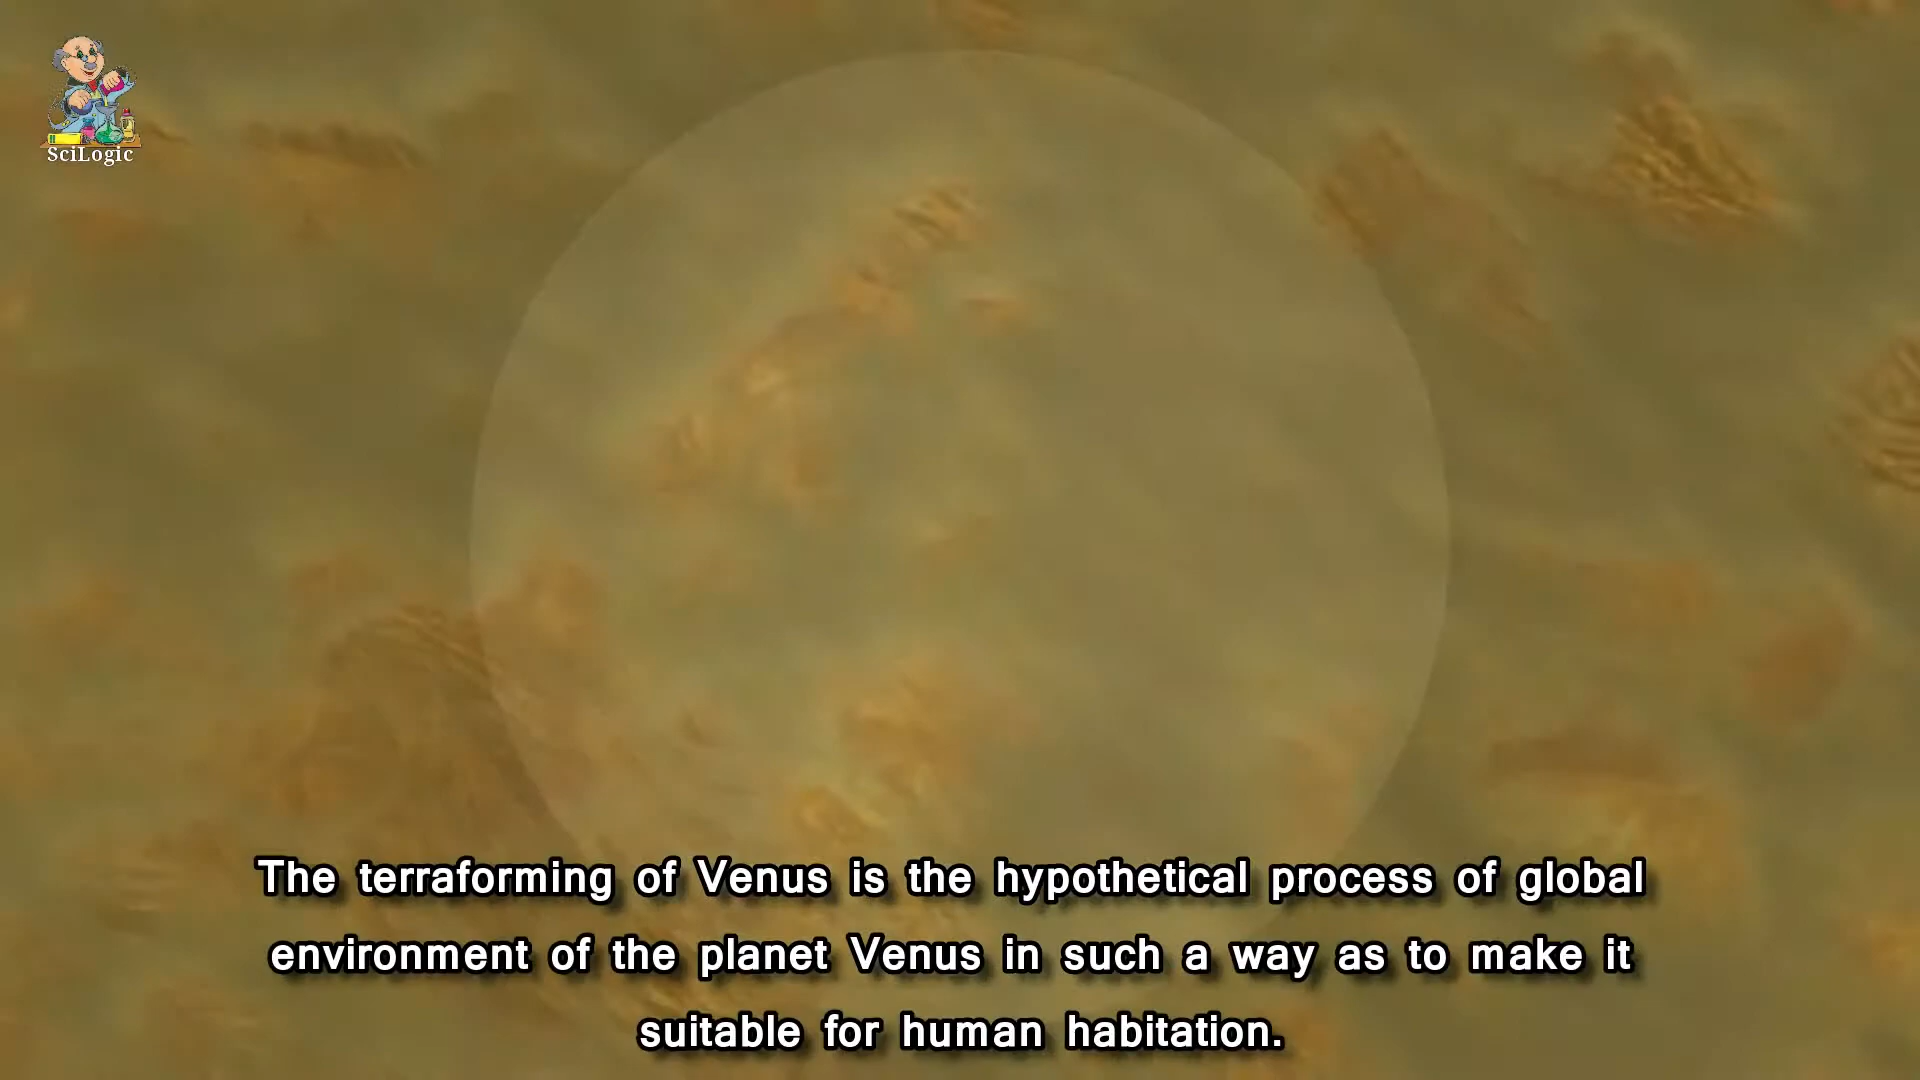 SciLogic
The terraforming of Venus is the hypothetical process of global
environment of the planet Venus in such a way as to make it
suitable for human habitation.